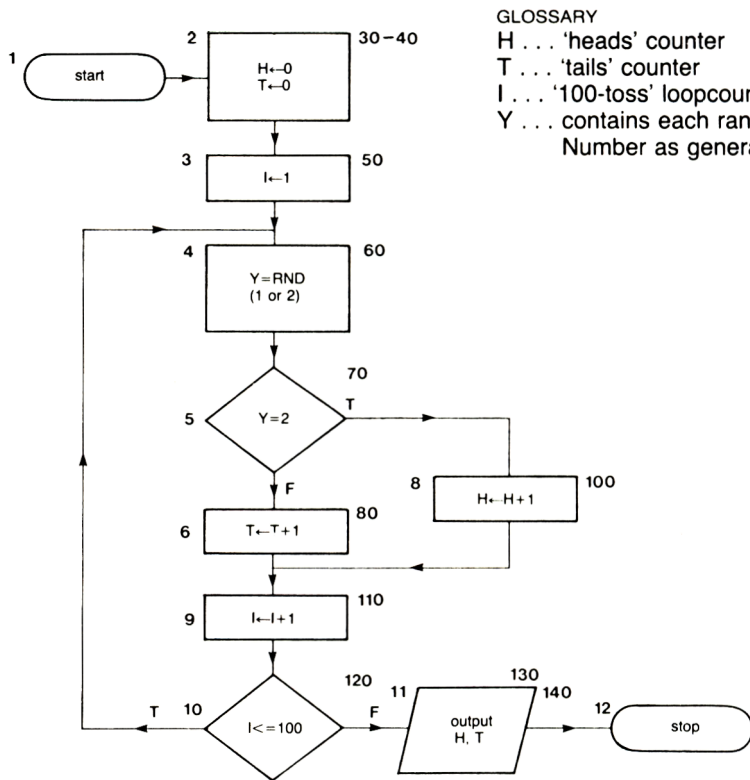 GLOSSARY
H ... 'heads' counter
T ... 'tails' counter
I ... '100-toss' loopcoun
Y ... contains each ran
Number as genera
1
start
2
H←0
T←0
30–40
3
I←1
50
4
Y=RND
(1 or 2)
60
5
Y=2
70
T
F
8
H←H+1
100
6
T←T+1
80
9
I←I+1
110
T
10
I<=100
120
F
11
output
H, T
130
140
12
stop